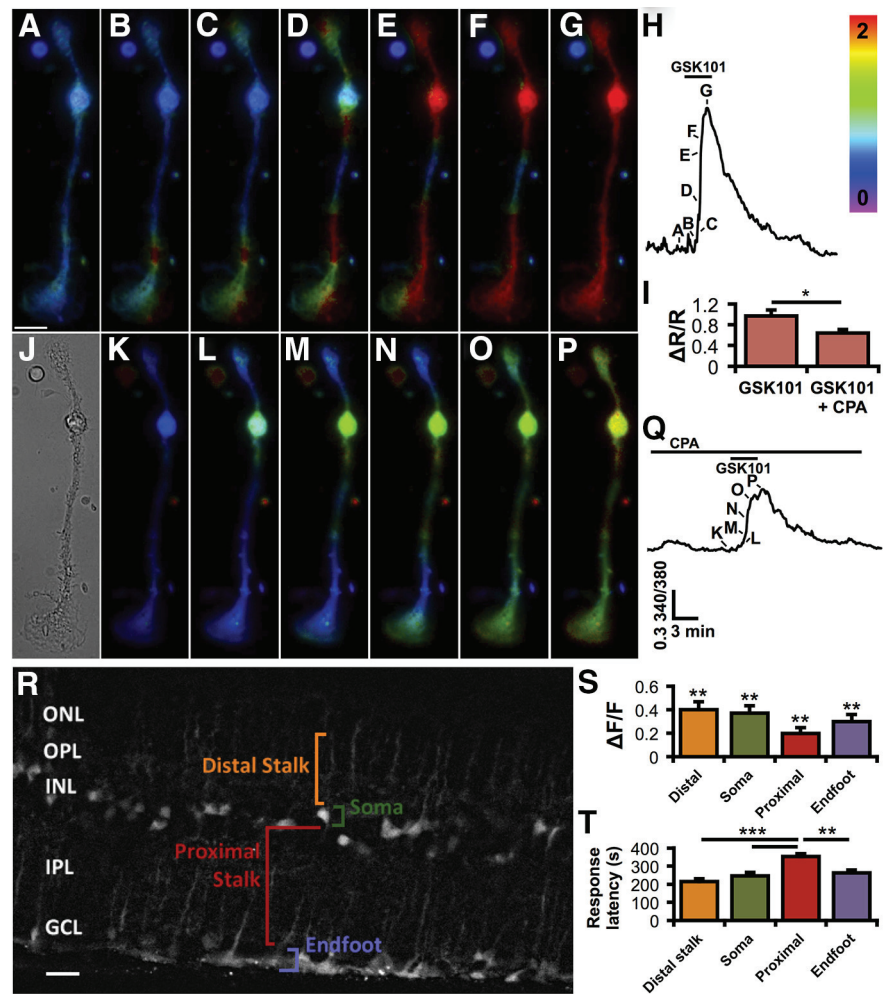 A B C D E F G H
2
0
GSK101
G
F
E
D
A B C
I
1.2
0.8
0.4
0
ΔR/R
*
GSK101
GSK101
+ CPA
J K L M N O P
Q
CPA
GSK101
P
O
N
M
K L
0.3 340/380
3 min
R
ONL
OPL
INL
IPL
GCL
Distal Stalk
Soma
Proximal
Stalk
Endfoot
S
0.6
0.4
0.2
0
ΔF/F
** ** ** **
Distal
Soma
Proximal
Endfoot
T
400
300
200
100
0
Response
latency (s)
*** **
Distal stalk
Soma
Proximal
Endfoot